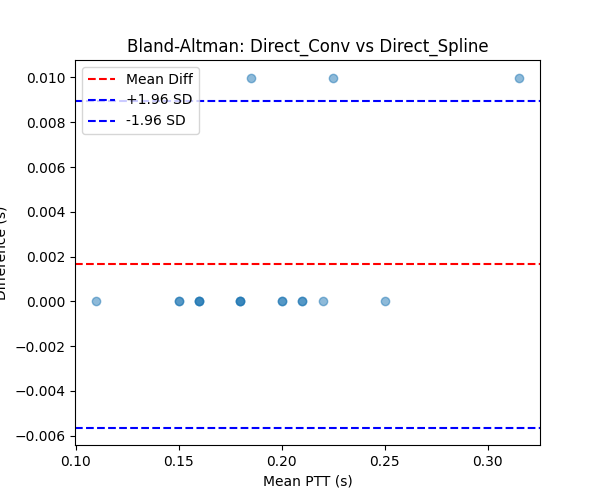 Bland-Altman: Direct_Conv vs Direct_Spline
Mean Diff
+1.96 SD
-1.96 SD
0.010
0.008
0.006
0.004
0.002
0.000
−0.002
−0.004
−0.006
Difference (s)
0.10 0.15 0.20 0.25 0.30
Mean PTT (s)